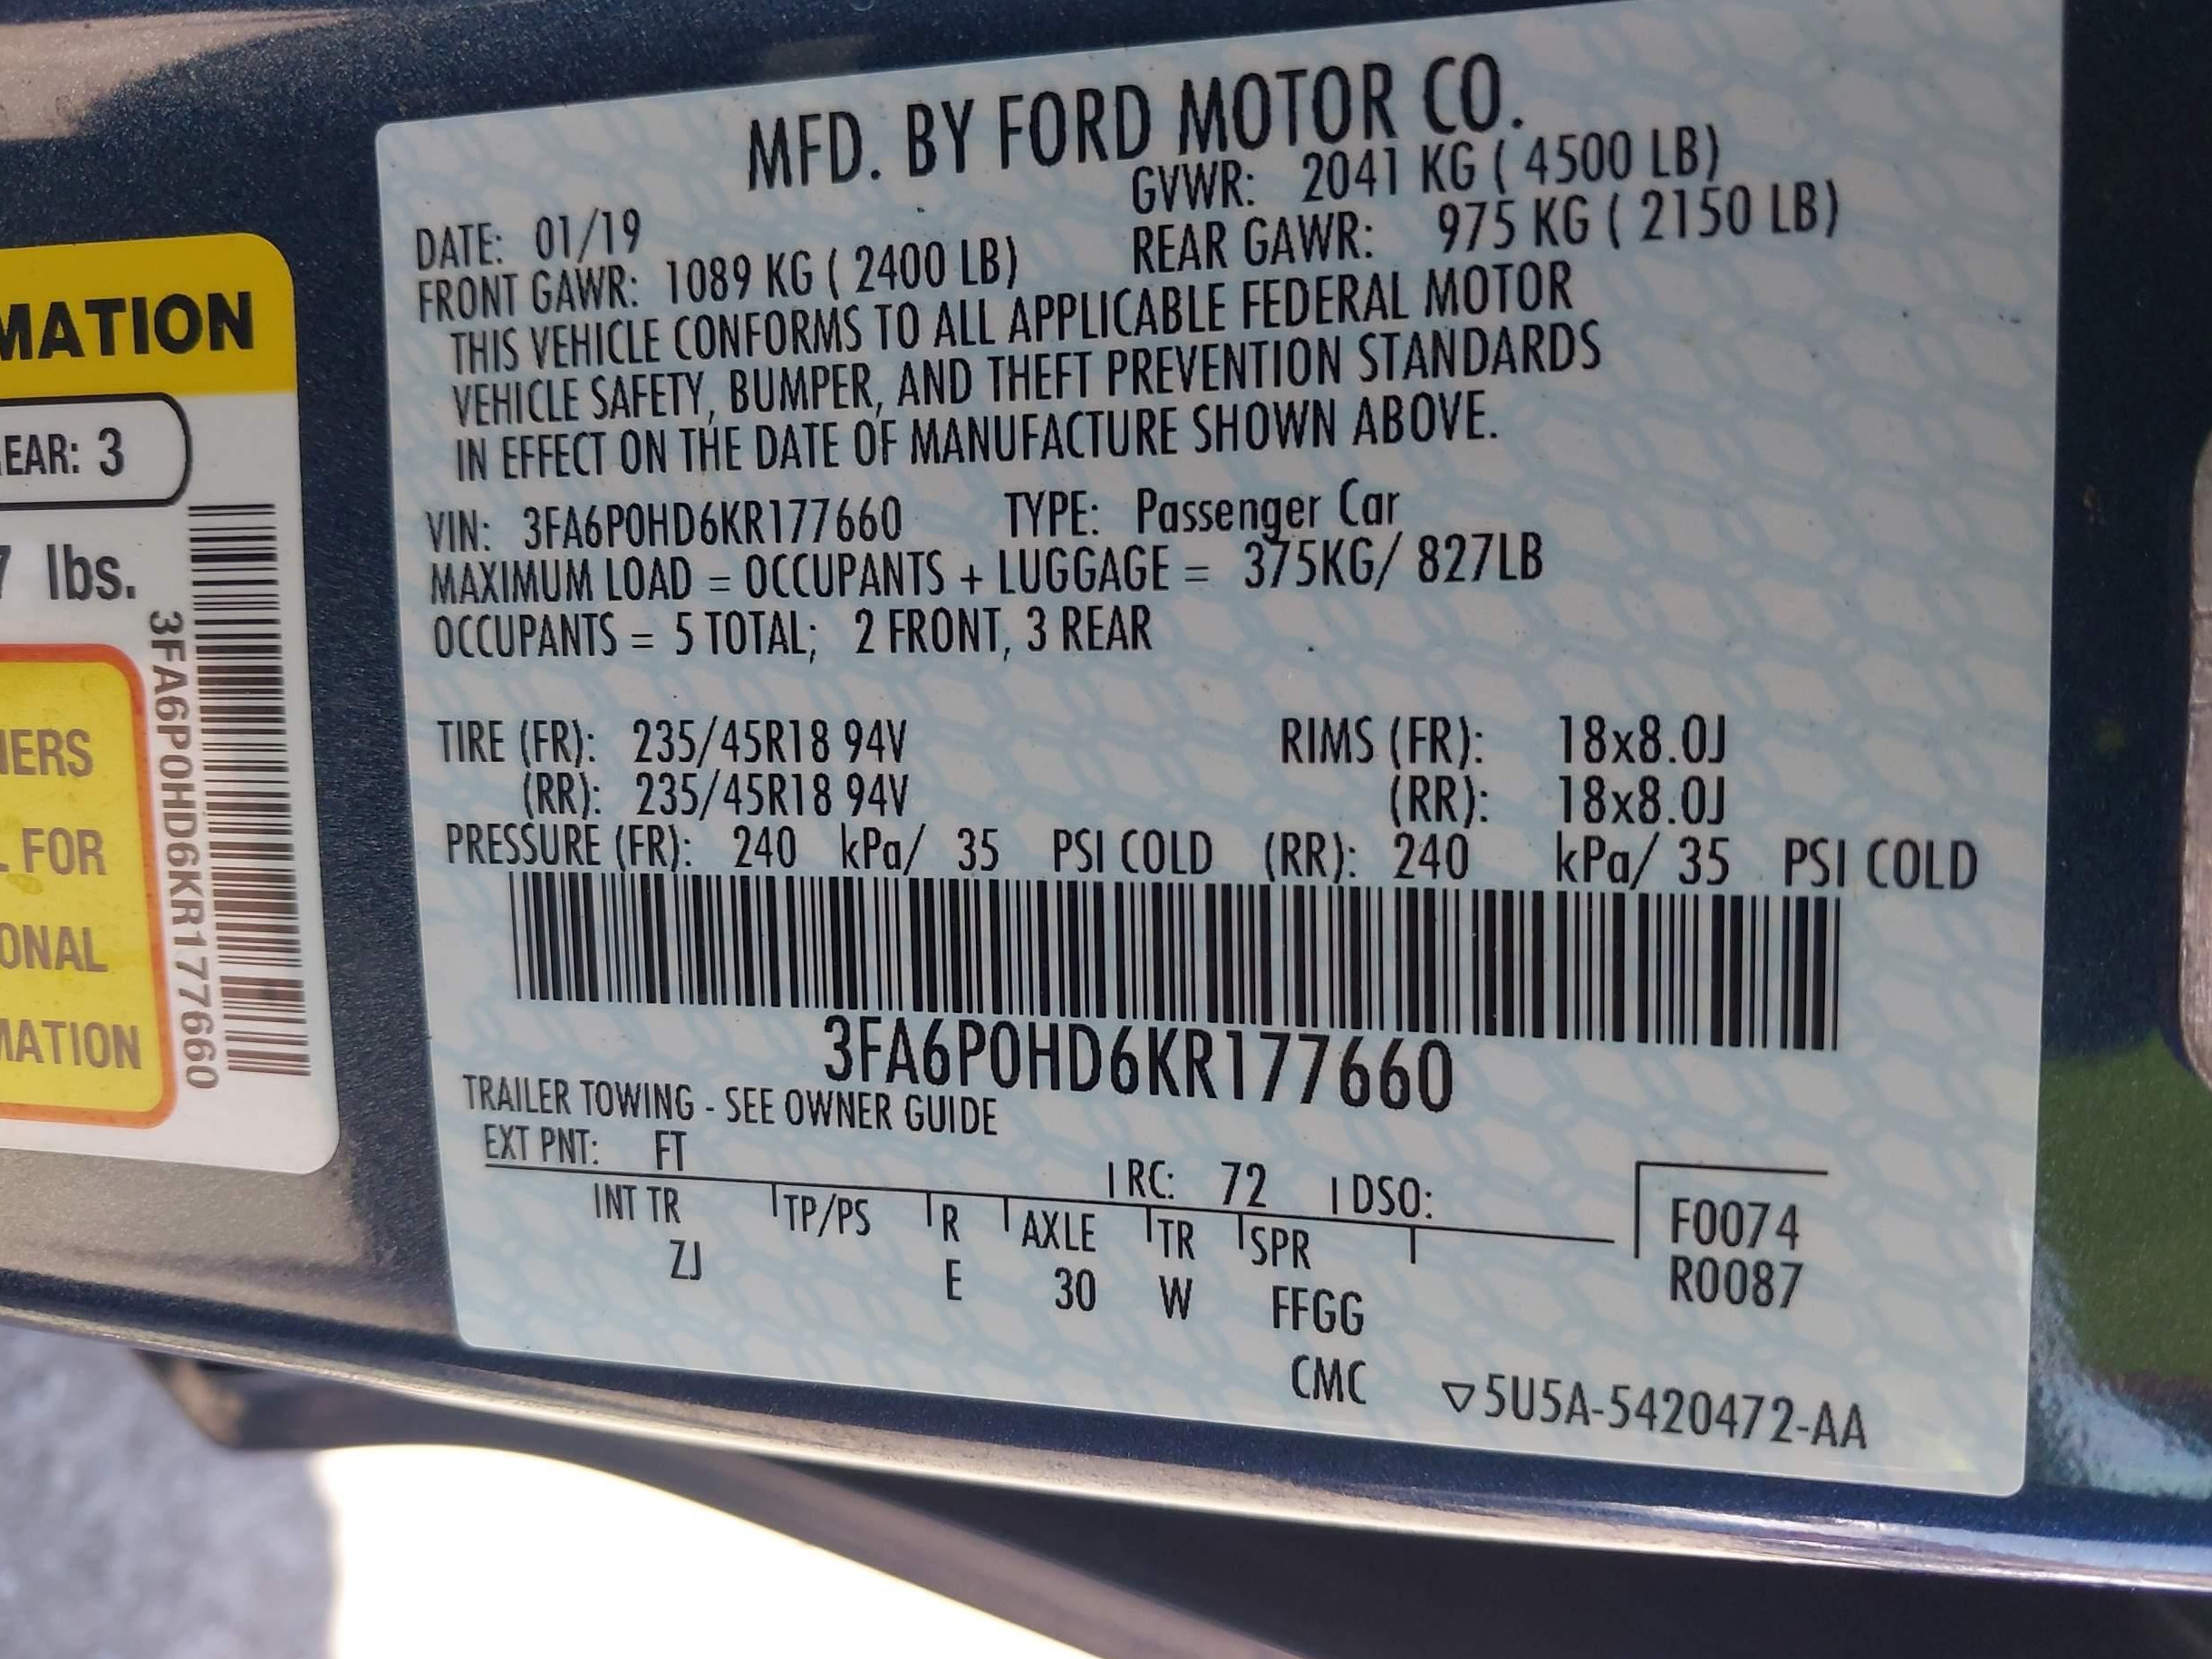 MFD. BY FORD MOTOR CO.
DATE: 01/19 GVWR: 2041 KG ( 4500 LB)
FRONT GAWR: 1089 KG ( 2400 LB) REAR GAWR: 975 KG ( 2150 LB)
THIS VEHICLE CONFORMS TO ALL APPLICABLE FEDERAL MOTOR
VEHICLE SAFETY, BUMPER, AND THEFT PREVENTION STANDARDS
IN EFFECT ON THE DATE OF MANUFACTURE SHOWN ABOVE.
VIN: 3FA6P0HD6KR177660 TYPE: Passenger Car
MAXIMUM LOAD = OCCUPANTS + LUGGAGE = 375KG/ 827LB
OCCUPANTS = 5 TOTAL; 2 FRONT, 3 REAR
TIRE (FR): 235/45R18 94V RIMS (FR): 18x8.0J
(RR): 235/45R18 94V (RR): 18x8.0J
PRESSURE (FR): 240 kPa/ 35 PSI COLD (RR): 240 kPa/ 35 PSI COLD
3FA6P0HD6KR177660
TRAILER TOWING - SEE OWNER GUIDE
EXT PNT: FT RC: 72 DSO:
INT TR TP/PS R AXLE TR SPR
ZJ E 30 W FFGG
F0074
R0087
CMC ▽5U5A-5420472-AA
MATION
EAR: 3
7 lbs.
3FA6P0HD6KR177660
IERS
FOR
ONAL
MATION